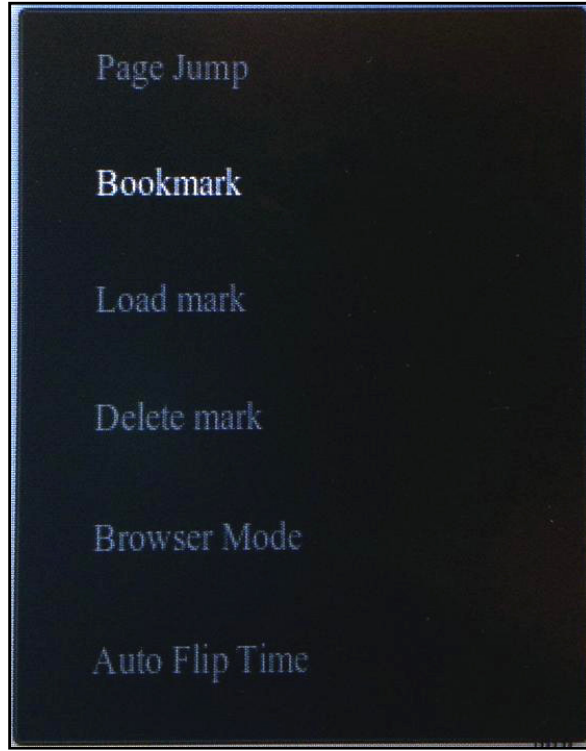 Page Jump
Bookmark
Load mark
Delete mark
Browser Mode
Auto Flip Time